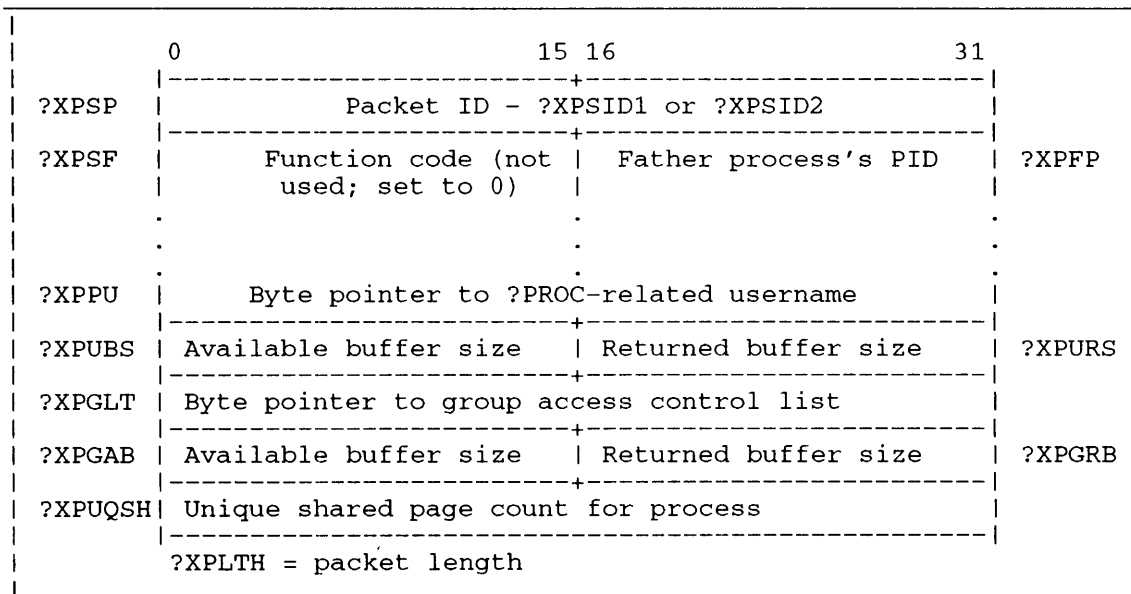 0 15 16 31
?XPSP Packet ID - ?XPSID1 or ?XPSID2
?XPSF Function code (not | Father process's PID ?XPFP
used; set to 0)
?XPPU Byte pointer to ?PROC-related username
?XPUBS Available buffer size | Returned buffer size ?XPURS
?XPGLT Byte pointer to group access control list
?XPGAB Available buffer size | Returned buffer size ?XPGRB
?XPUQSH| Unique shared page count for process
?XPLTH = packet length